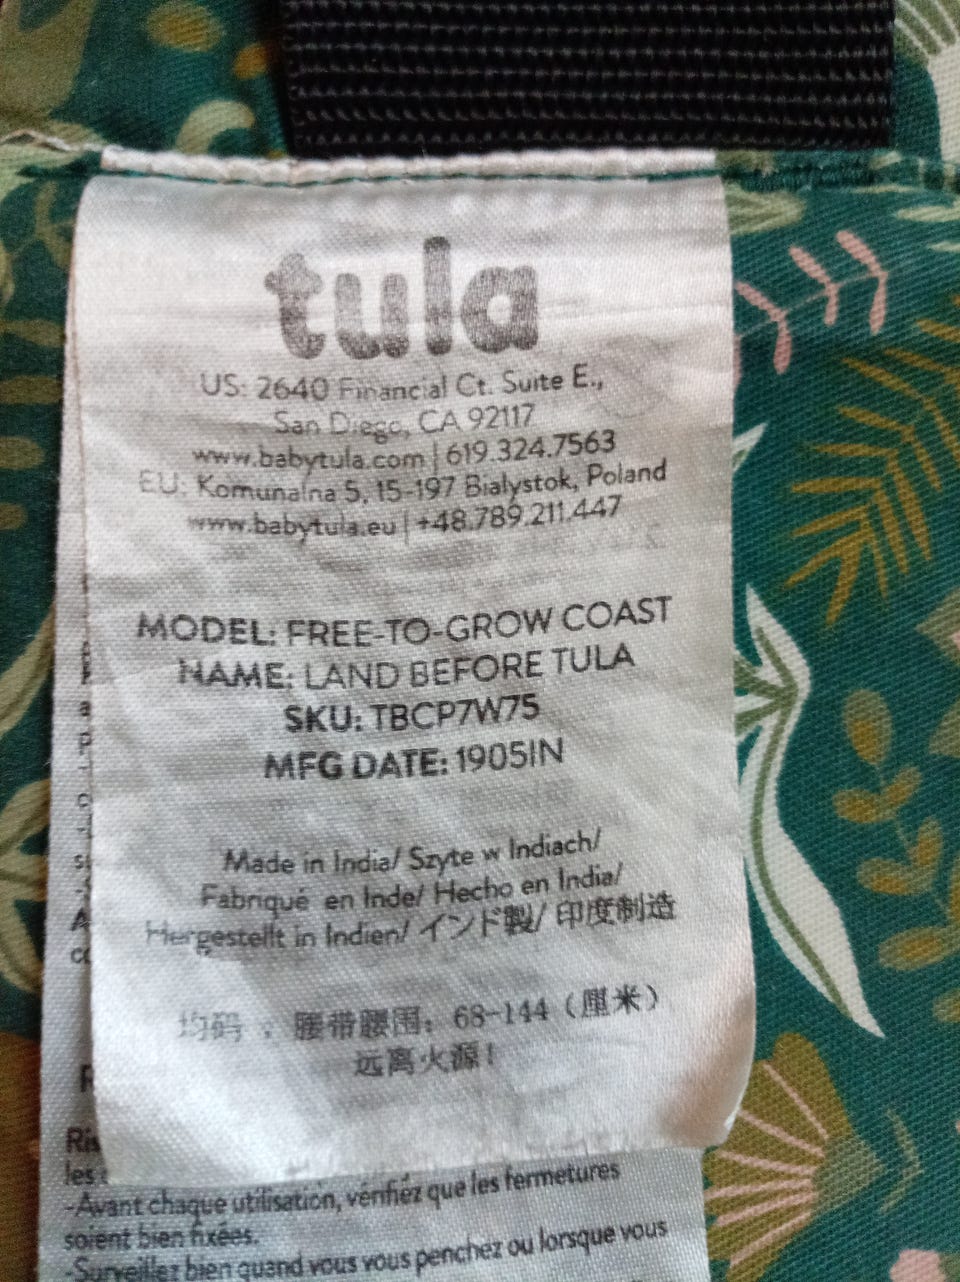 tula
US: 2640 Financial Ct. Suite E.,
San Diego, CA 92117
www.babytula.com | 619.324.7563
EU: Komunalna 5, 15-197 Bialystok, Poland
www.babytula.eu | +48.789.211.447
MODEL: FREE-TO-GROW COAST
NAME: LAND BEFORE TULA
SKU: TBCP7W75
MFG DATE: 1905IN
Made in India/ Szyte w Indiach/
Fabriqué en Inde/ Hecho en India/
Hergestellt in Indien/ インド製/ 印度制造
均码 : 腰带腰围: 68-144 (厘米)
远离火源!
les
-Avant chaque utilisation, vérifiez que les fermetures
soient bien fixées.
-Surveillez bien quand vous vous penchez ou lorsque vous